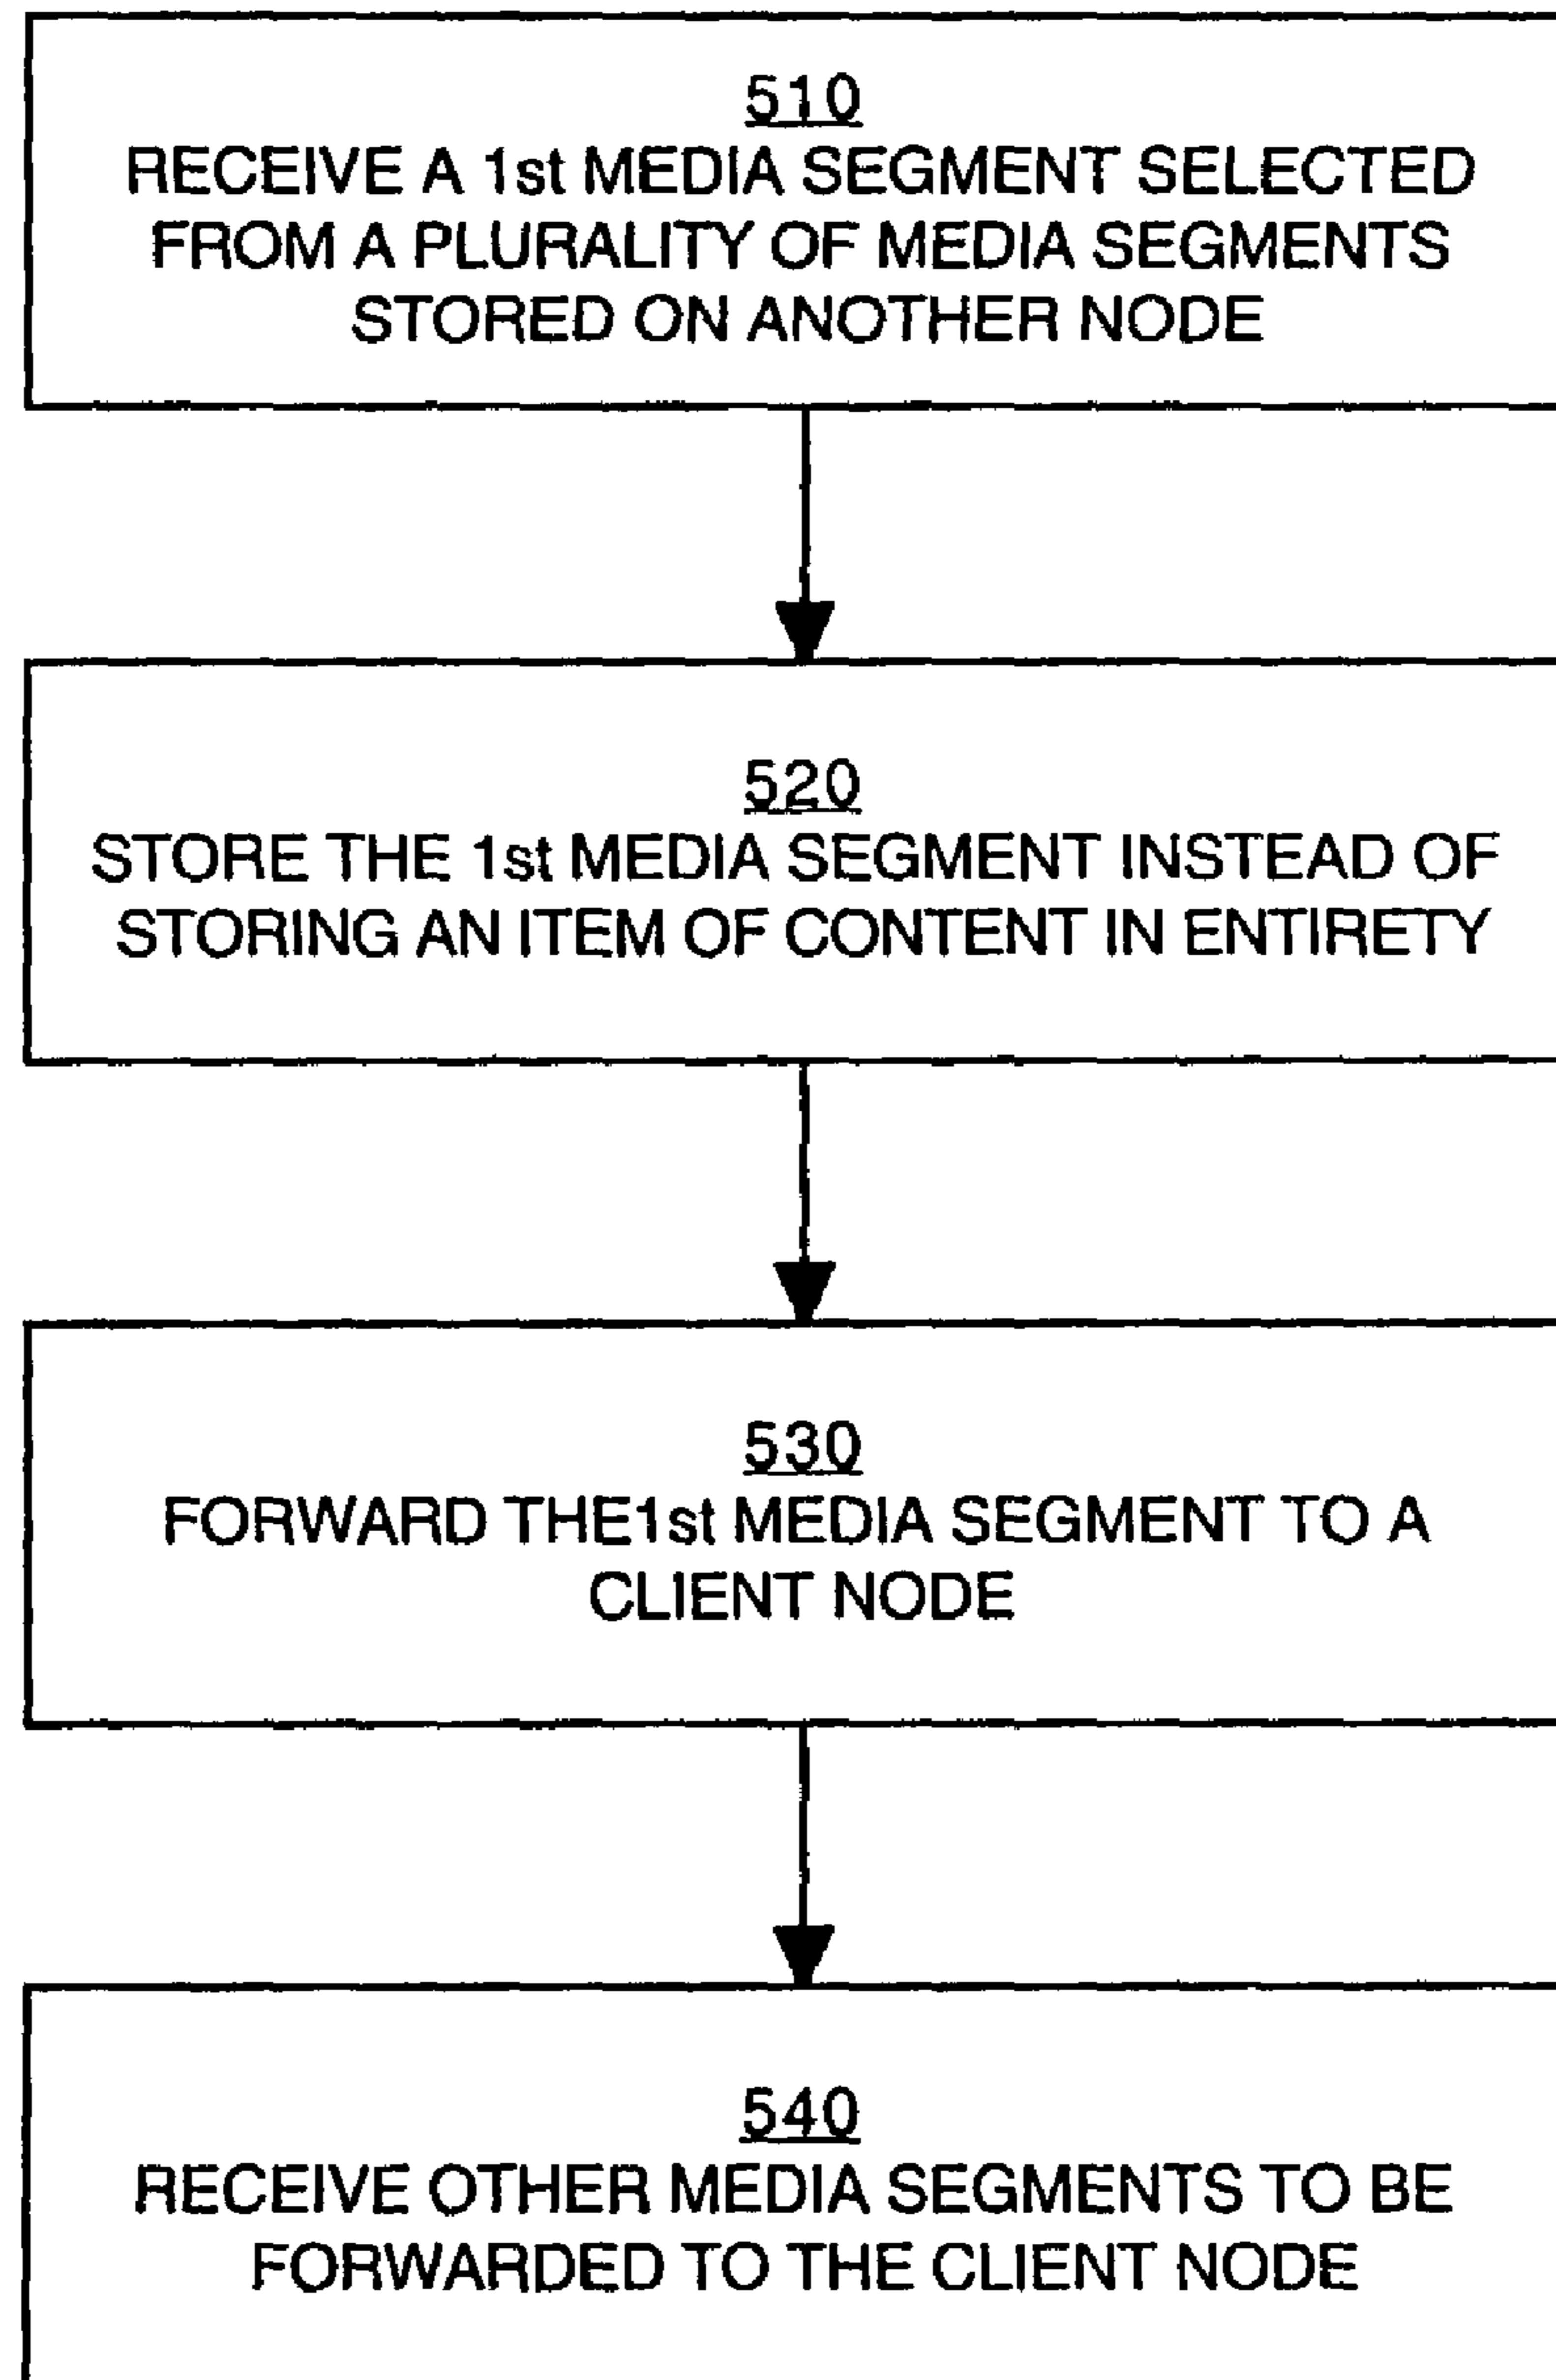 510
RECEIVE A 1st MEDIA SEGMENT SELECTED
FROM A PLURALITY OF MEDIA SEGMENTS
STORED ON ANOTHER NODE
520
STORE THE 1st MEDIA SEGMENT INSTEAD OF
STORING AN ITEM OF CONTENT IN ENTIRETY
530
FORWARD THE1st MEDIA SEGMENT TO A
CLIENT NODE
540
RECEIVE OTHER MEDIA SEGMENTS TO BE
FORWARDED TO THE CLIENT NODE